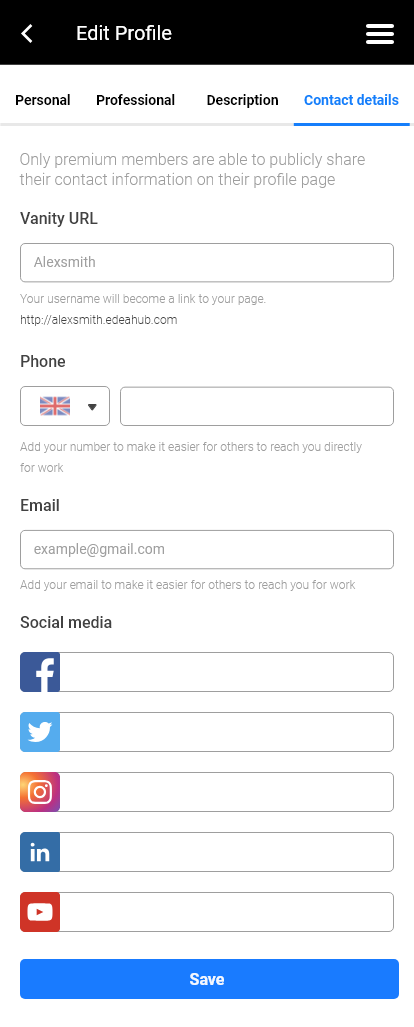 Edit Profile
Personal Professional Description Contact details
Only premium members are able to publicly share
their contact information on their profile page
Vanity URL
Alexsmith
Your username will become a link to your page.
http://alexsmith.edeahub.com
Phone
Add your number to make it easier for others to reach you directly
for work
Email
example@gmail.com
Add your email to make it easier for others to reach you for work
Social media
f
in
Save